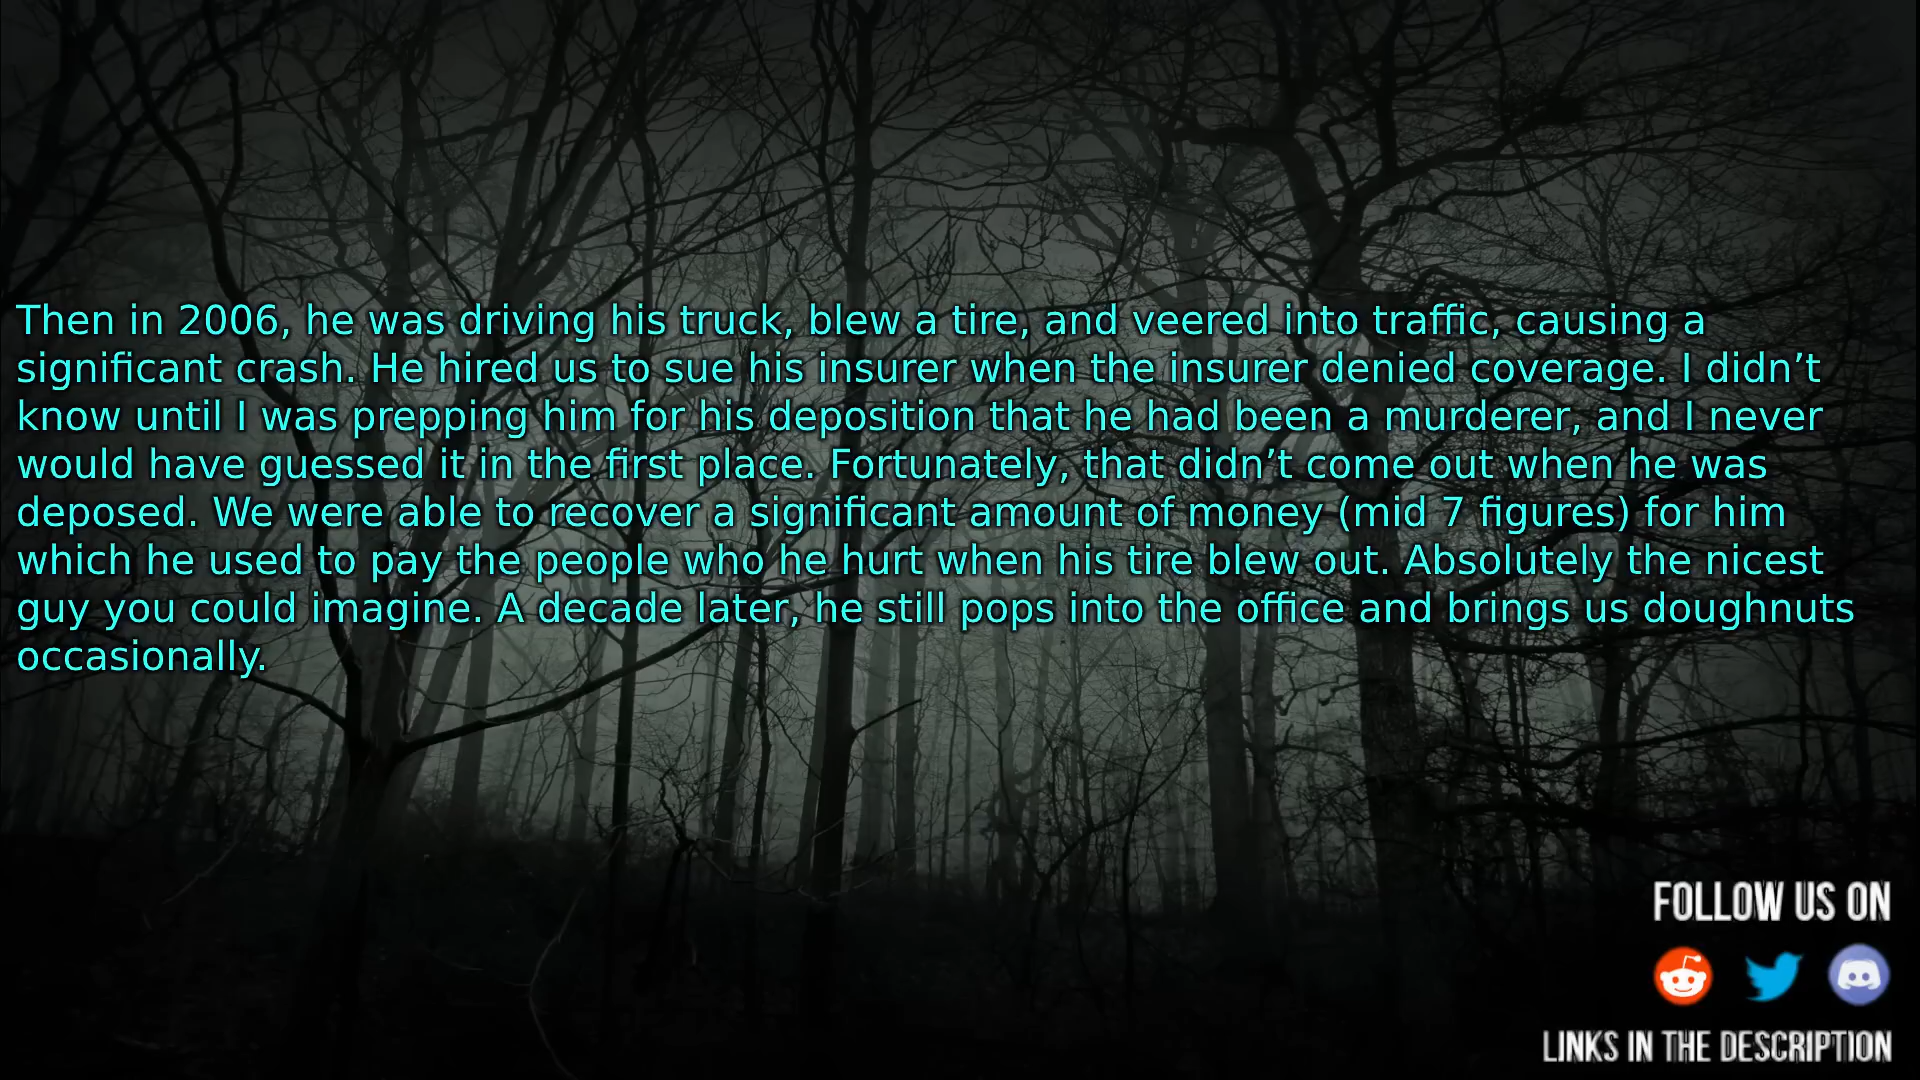 Then in 2006, he was driving his truck, blew a tire, and veered into traffic, causing a
significant crash. He hired us to sue his insurer when the insurer denied coverage. I didn’t
know until I was prepping him for his deposition that he had been a murderer, and I never
would have guessed it in the first place. Fortunately, that didn’t come out when he was
deposed. We were able to recover a significant amount of money (mid 7 figures) for him
which he used to pay the people who he hurt when his tire blew out. Absolutely the nicest
guy you could imagine. A decade later, he still pops into the office and brings us doughnuts
occasionally.
FOLLOW US ON
LINKS IN THE DESCRIPTION